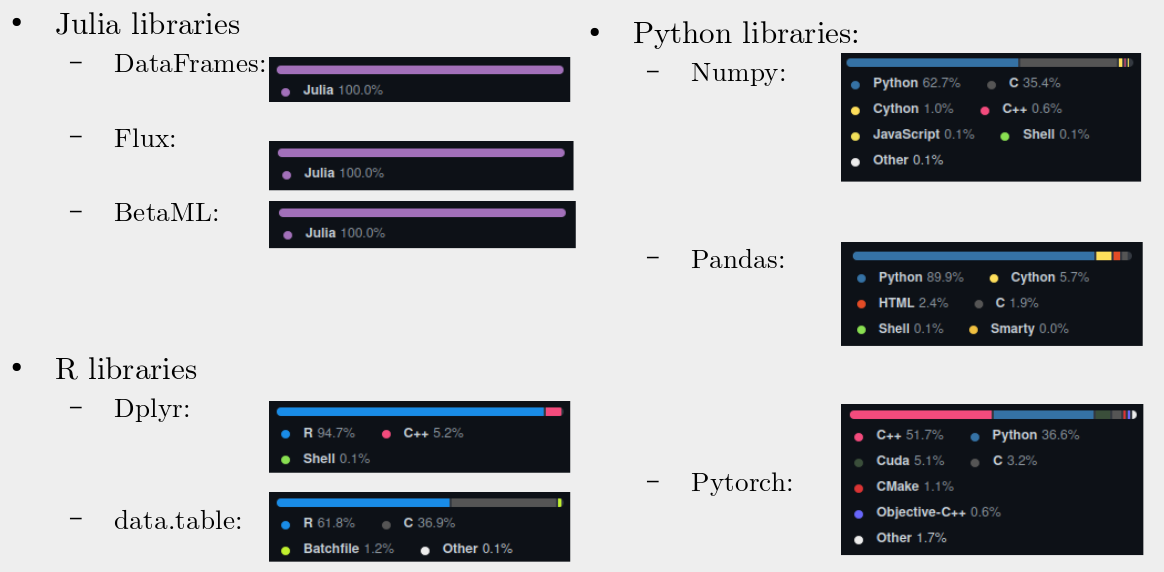 • Julia libraries
– DataFrames:
Julia 100.0%
– Flux:
Julia 100.0%
– BetaML:
Julia 100.0%
• R libraries
– Dplyr:
R 94.7% C++ 5.2%
Shell 0.1%
– data.table:
R 61.8% C 36.9%
Batchfile 1.2% Other 0.1%
• Python libraries:
– Numpy:
Python 62.7% C 35.4%
Cython 1.0% C++ 0.6%
JavaScript 0.1% Shell 0.1%
Other 0.1%
– Pandas:
Python 89.9% Cython 5.7%
HTML 2.4% C 1.9%
Shell 0.1% Smarty 0.0%
– Pytorch:
C++ 51.7% Python 36.6%
Cuda 5.1% C 3.2%
CMake 1.1%
Objective-C++ 0.6%
Other 1.7%